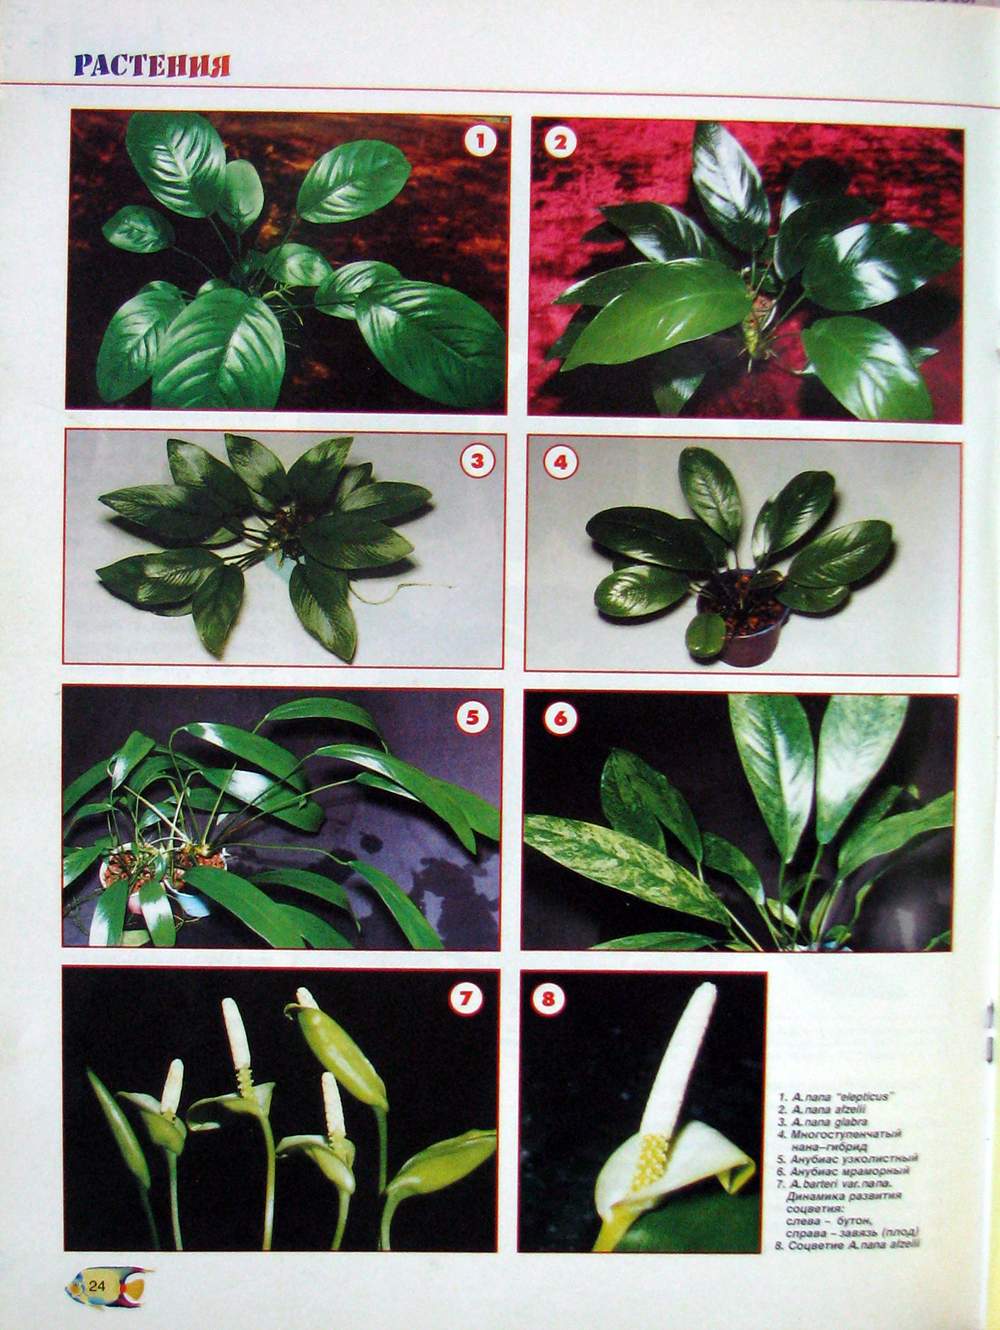 РАСТЕНИЯ
1
2
3
4
5
6
7
8
1. A. nana "elepticus"
2. A. nana afzelii
3. A. nana glabra
4. Многоступенчатый
нана–гибрид
5. Анубиас узколистный
6. Анубиас мраморный
7. A. barteri var. nana.
Динамика развития
соцветия:
слева – бутон,
справа – завязь (плод)
8. Соцветие A. nana afzelii
24